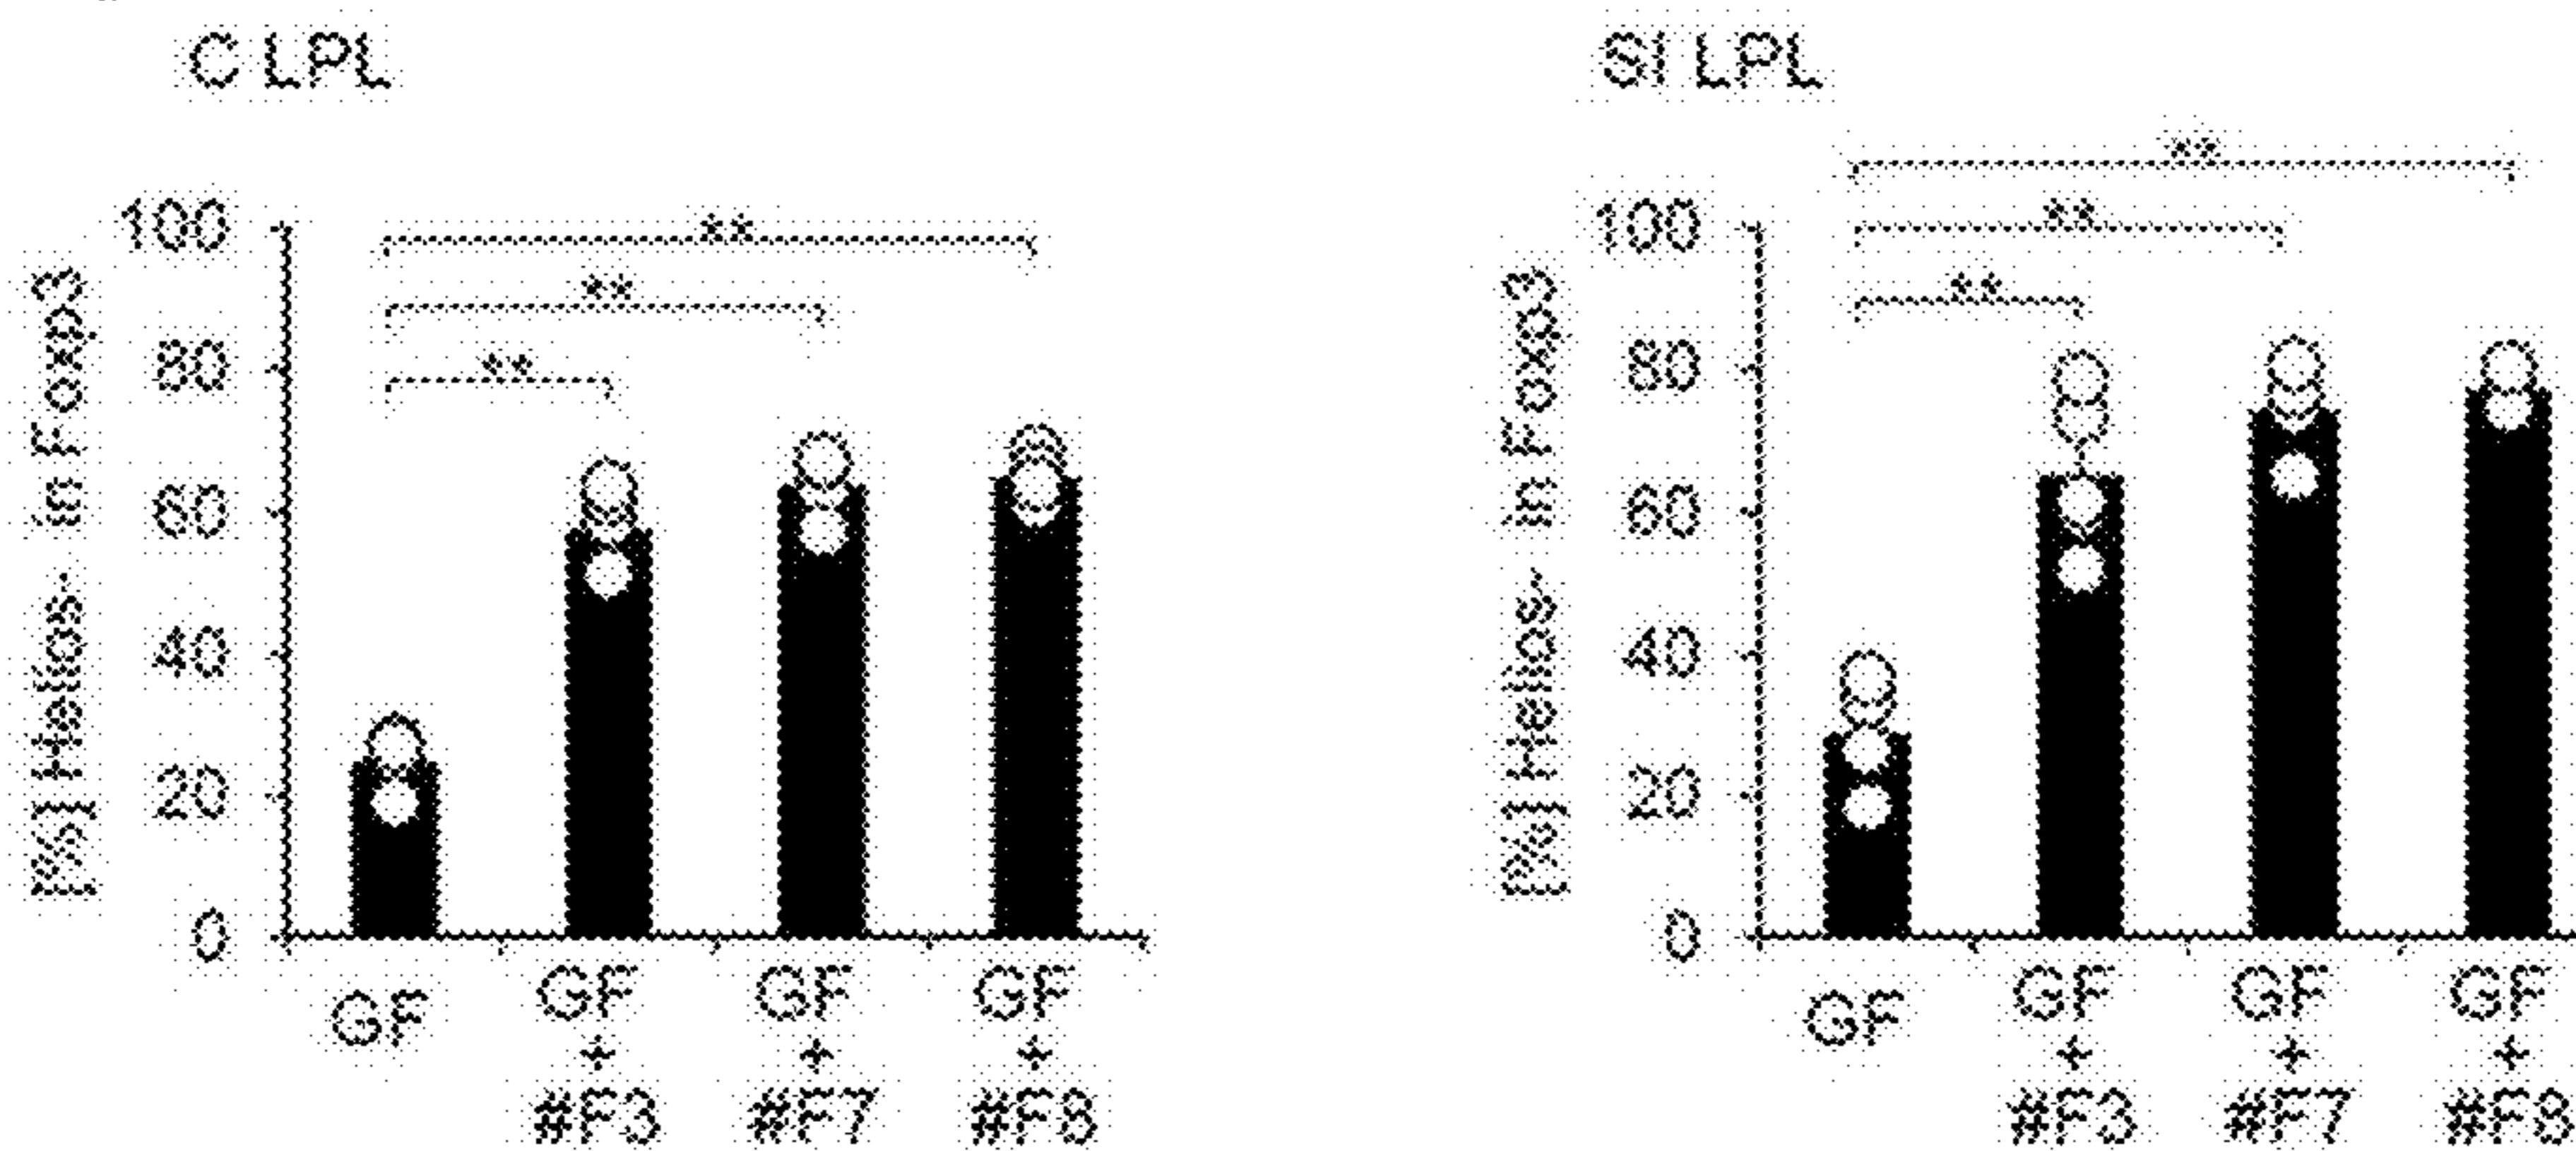 C LPL
[%] Helios- in Foxp3
100
80
60
40
20
0
**
**
**
GF
GF + #F3
GF + #F7
GF + #F8
SI LPL
[%] Helios- in Foxp3
100
80
60
40
20
0
**
**
**
GF
GF + #F3
GF + #F7
GF + #F8